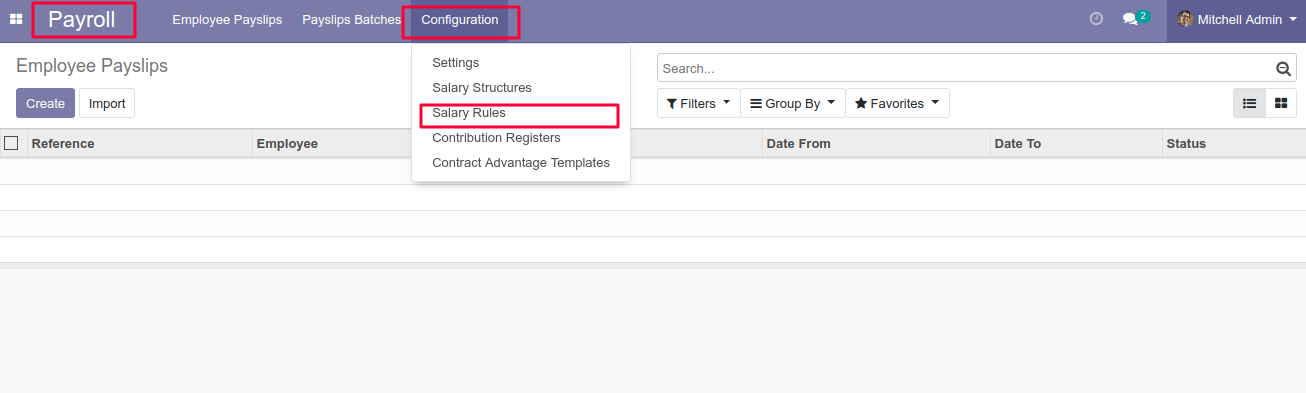 Payroll Employee Payslips Payslips Batches Configuration 2 Mitchell Admin
Employee Payslips
Search...
Create Import
Filters Group By Favorites
Settings
Salary Structures
Salary Rules
Contribution Registers
Contract Advantage Templates
Reference Employee Date From Date To Status